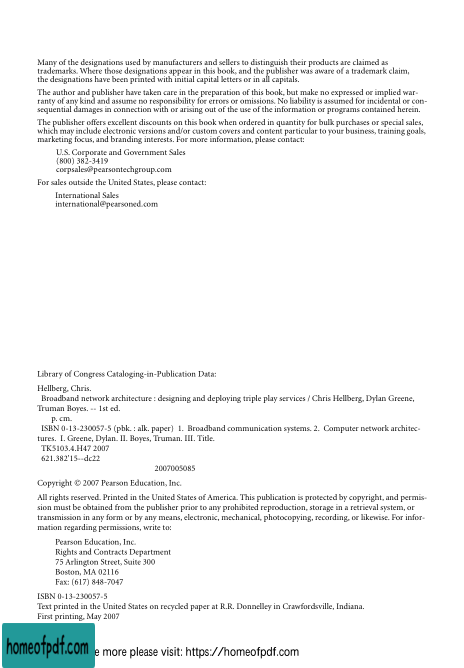 Many of the designations used by manufacturers and sellers to distinguish their products are claimed as
trademarks. Where those designations appear in this book, and the publisher was aware of a trademark claim,
the designations have been printed with initial capital letters or in all capitals.
The author and publisher have taken care in the preparation of this book, but make no expressed or implied war-
ranty of any kind and assume no responsibility for errors or omissions. No liability is assumed for incidental or con-
sequential damages in connection with or arising out of the use of the information or programs contained herein.
The publisher offers excellent discounts on this book when ordered in quantity for bulk purchases or special sales,
which may include electronic versions and/or custom covers and content particular to your business, training goals,
marketing focus, and branding interests. For more information, please contact:
U.S. Corporate and Government Sales
(800) 382-3419
corpsales@pearsontechgroup.com
For sales outside the United States, please contact:
International Sales
international@pearsoned.com
Library of Congress Cataloging-in-Publication Data:
Hellberg, Chris.
Broadband network architecture : designing and deploying triple play services / Chris Hellberg, Dylan Greene,
Truman Boyes. -- 1st ed.
p. cm.
ISBN 0-13-230057-5 (pbk. : alk. paper) 1. Broadband communication systems. 2. Computer network architec-
tures. I. Greene, Dylan. II. Boyes, Truman. III. Title.
TK5103.4.H47 2007
621.382'15--dc22
2007005085
Copyright © 2007 Pearson Education, Inc.
All rights reserved. Printed in the United States of America. This publication is protected by copyright, and permis-
sion must be obtained from the publisher prior to any prohibited reproduction, storage in a retrieval system, or
transmission in any form or by any means, electronic, mechanical, photocopying, recording, or likewise. For infor-
mation regarding permissions, write to:
Pearson Education, Inc.
Rights and Contracts Department
75 Arlington Street, Suite 300
Boston, MA 02116
Fax: (617) 848-7047
ISBN 0-13-230057-5
Text printed in the United States on recycled paper at R.R. Donnelley in Crawfordsville, Indiana.
First printing, May 2007
homeofpdf.com
e more please visit: https://homeofpdf.com